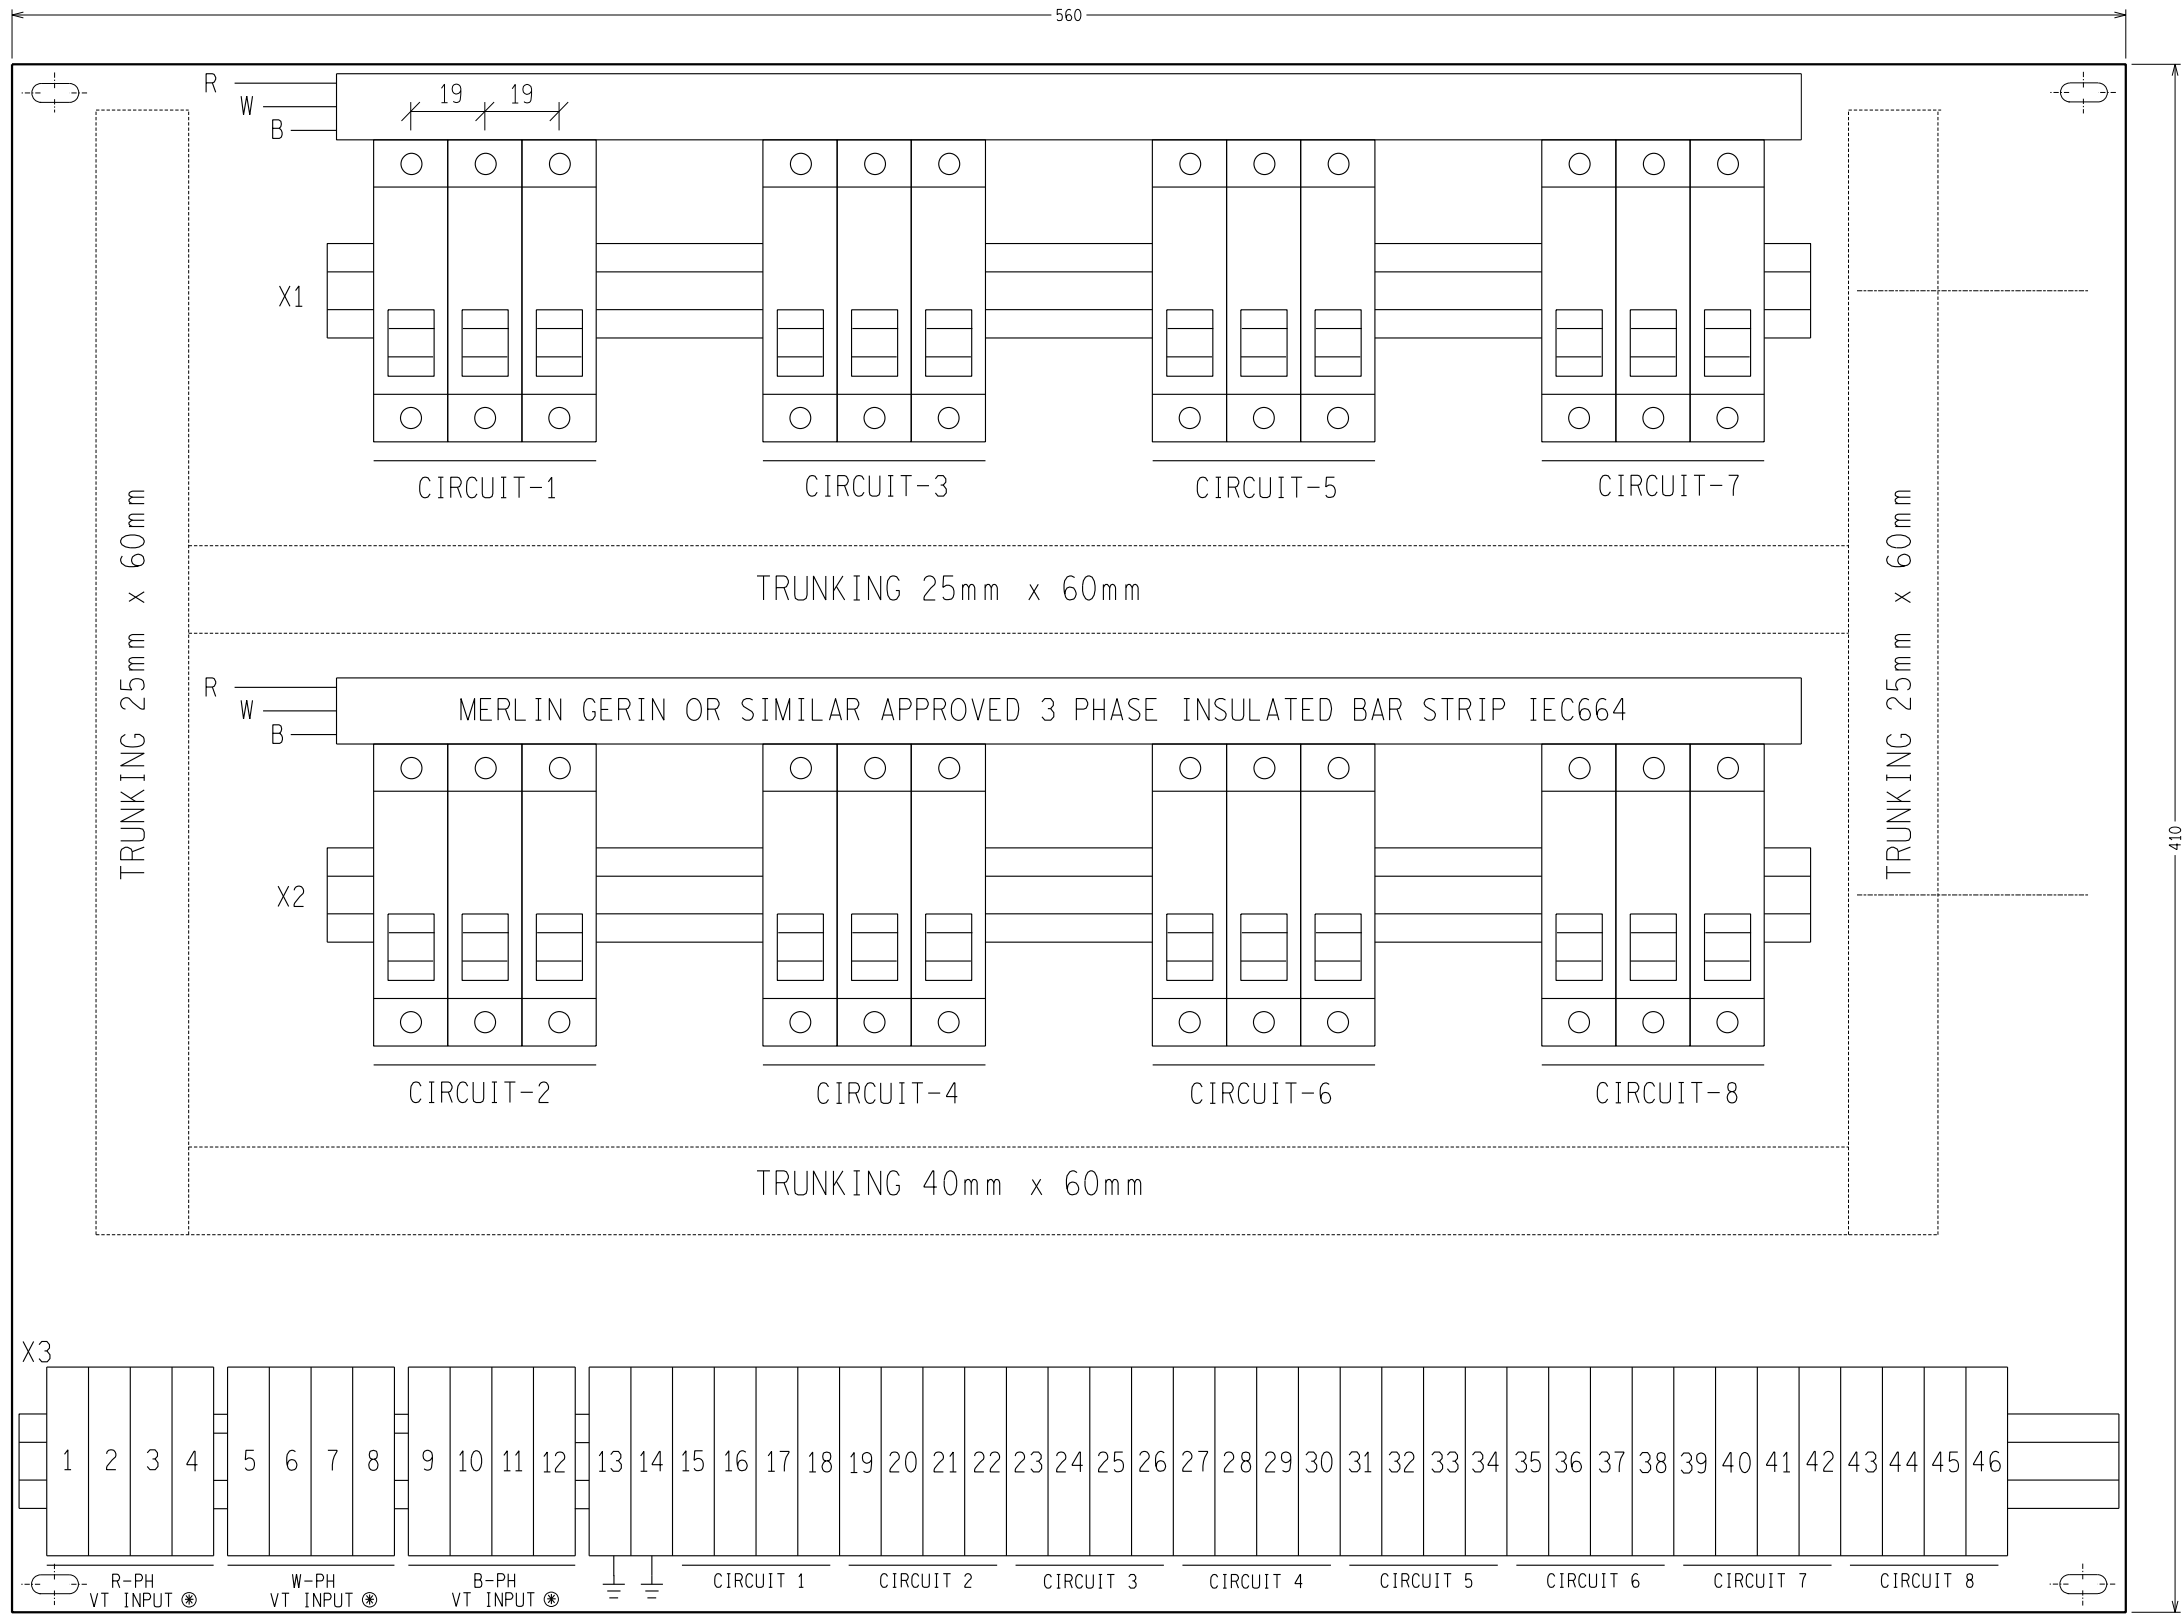 560
R
W
B
19 19
X1
CIRCUIT-1 CIRCUIT-3 CIRCUIT-5 CIRCUIT-7
TRUNKING 25mm x 60mm
TRUNKING 25mm x 60mm
TRUNKING 25mm x 60mm
410
R
W
B
MERLIN GERIN OR SIMILAR APPROVED 3 PHASE INSULATED BAR STRIP IEC664
X2
CIRCUIT-2 CIRCUIT-4 CIRCUIT-6 CIRCUIT-8
TRUNKING 40mm x 60mm
X3
1 2 3 4 5 6 7 8 9 10 11 12 13 14 15 16 17 18 19 20 21 22 23 24 25 26 27 28 29 30 31 32 33 34 35 36 37 38 39 40 41 42 43 44 45 46
R-PH
VT INPUT ⊛
W-PH
VT INPUT ⊛
B-PH
VT INPUT ⊛
CIRCUIT 1 CIRCUIT 2 CIRCUIT 3 CIRCUIT 4 CIRCUIT 5 CIRCUIT 6 CIRCUIT 7 CIRCUIT 8